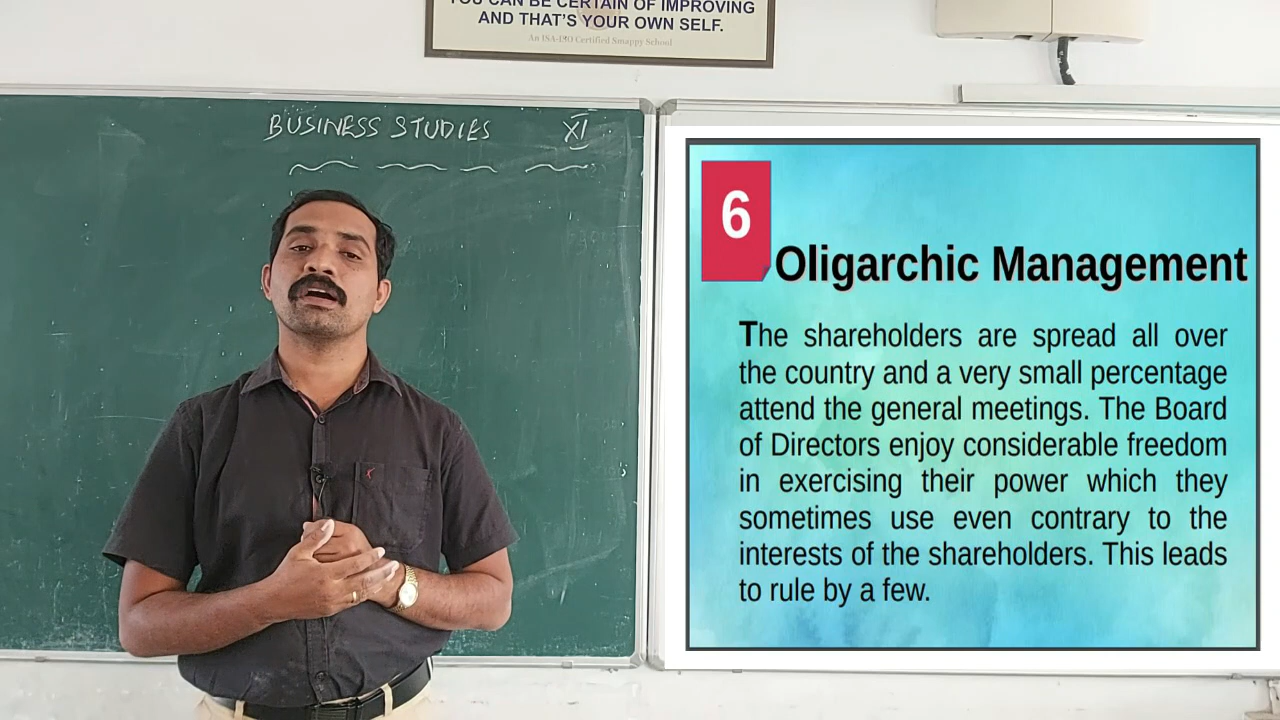 YOU CAN BE CERTAIN OF IMPROVING
AND THAT'S YOUR OWN SELF.
An ISA-IMO Certified Smappy School
BUSINESS STUDIES XI
6
Oligarchic Management
The shareholders are spread all over
the country and a very small percentage
attend the general meetings. The Board
of Directors enjoy considerable freedom
in exercising their power which they
sometimes use even contrary to the
interests of the shareholders. This leads
to rule by a few.